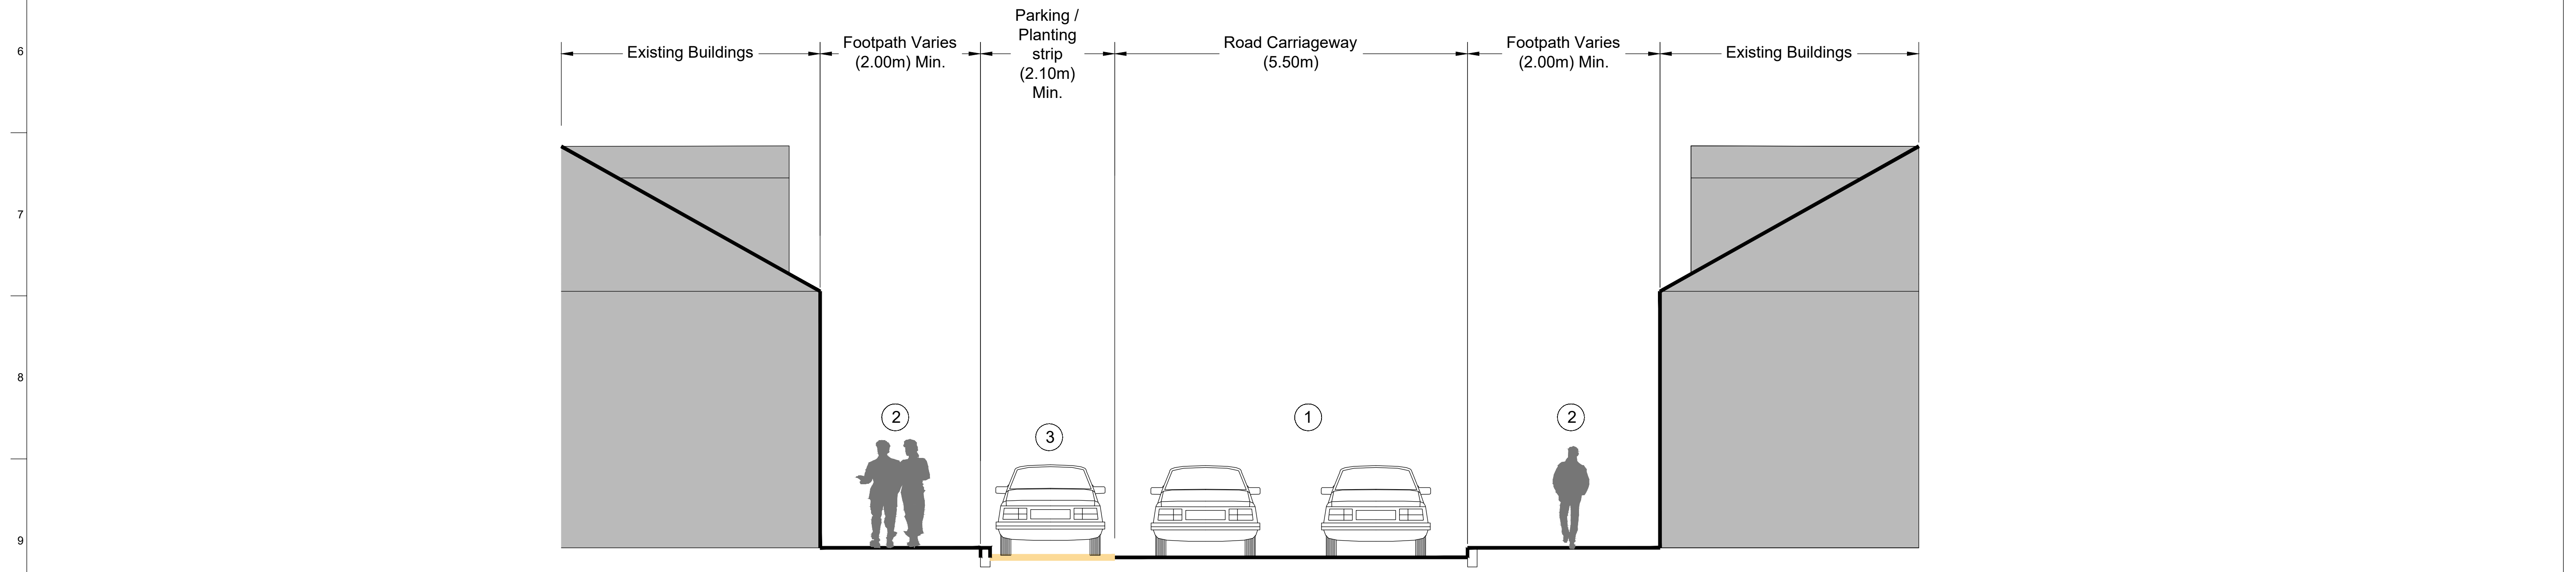 Parking /
Planting
strip
(2.10m)
Min.
Existing Buildings
Footpath Varies
(2.00m) Min.
Road Carriageway
(5.50m)
Footpath Varies
(2.00m) Min.
Existing Buildings
6
7
8
9
2
3
1
2